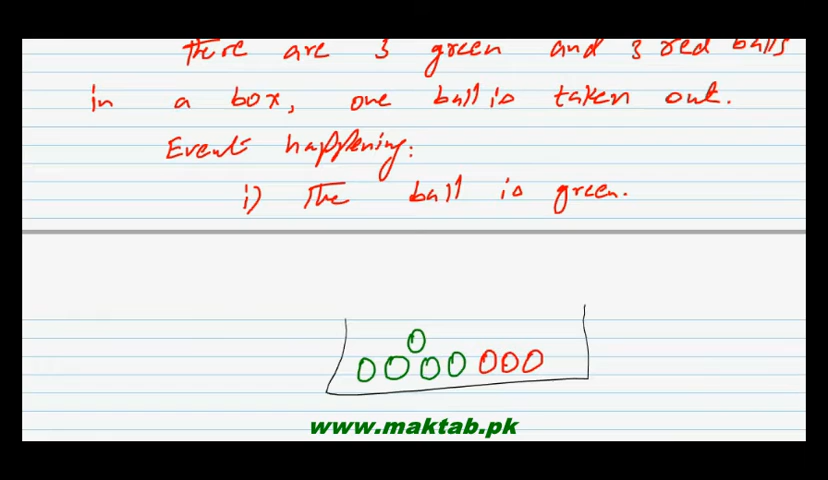 There are 3 green and 3 red balls
in a box, one ball is taken out.
Event happening:
i) The ball is green.
www.maktab.pk